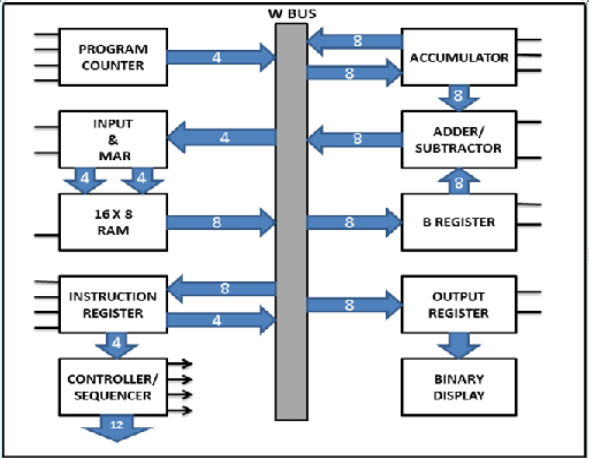 W BUS
PROGRAM
COUNTER
4
8
8
ACCUMULATOR
8
INPUT
&
MAR
4
8
ADDER/
SUBTRACTOR
4
4
8
16 X 8
RAM
8
8
B REGISTER
INSTRUCTION
REGISTER
8
4
8
OUTPUT
REGISTER
4
CONTROLLER/
SEQUENCER
BINARY
DISPLAY
12